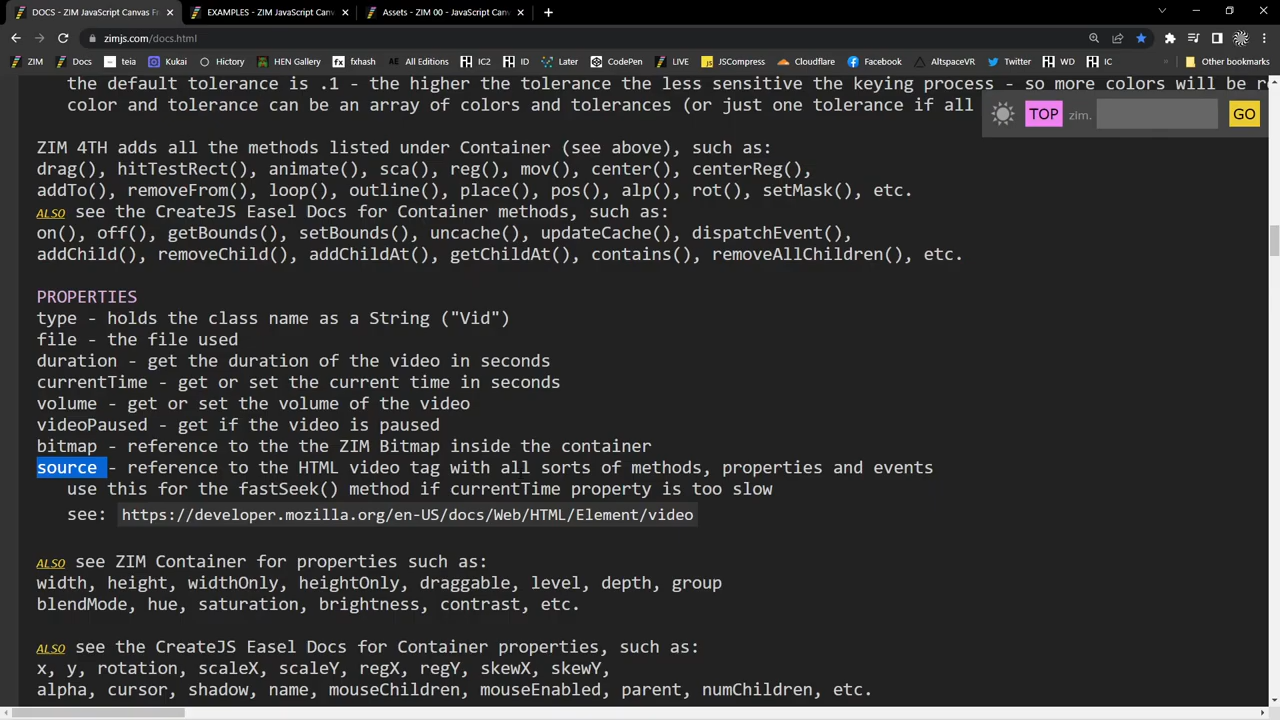 DOCS - ZIM JavaScript Canvas Fr
EXAMPLES - ZIM JavaScript Canv
Assets - ZIM 00 - JavaScript Canv
zimjs.com/docs.html
ZIM
Docs
teia
Kukai
Hictory
HEN Gallery
fxhash
All Editions
IC2
ID
Later
CodePen
LIVE
JSCompress
Cloudflare
Facebook
AltspaceVR
Twitter
WD
IC
»
Other bookmarks
the default tolerance is .1 - the higher the tolerance the less sensitive the keying process - so more colors will be r
color and tolerance can be an array of colors and tolerances (or just one tolerance if all
TOP zim. GO
ZIM 4TH adds all the methods listed under Container (see above), such as:
drag(), hitTestRect(), animate(), sca(), reg(), mov(), center(), centerReg(),
addTo(), removeFrom(), loop(), outline(), place(), pos(), alp(), rot(), setMask(), etc.
ALSO see the CreateJS Easel Docs for Container methods, such as:
on(), off(), getBounds(), setBounds(), uncache(), updateCache(), dispatchEvent(),
addChild(), removeChild(), addChildAt(), getChildAt(), contains(), removeAllChildren(), etc.
PROPERTIES
type - holds the class name as a String ("Vid")
file - the file used
duration - get the duration of the video in seconds
currentTime - get or set the current time in seconds
volume - get or set the volume of the video
videoPaused - get if the video is paused
bitmap - reference to the the ZIM Bitmap inside the container
source - reference to the HTML video tag with all sorts of methods, properties and events
use this for the fastSeek() method if currentTime property is too slow
see: https://developer.mozilla.org/en-US/docs/Web/HTML/Element/video
ALSO see ZIM Container for properties such as:
width, height, widthOnly, heightOnly, draggable, level, depth, group
blendMode, hue, saturation, brightness, contrast, etc.
ALSO see the CreateJS Easel Docs for Container properties, such as:
x, y, rotation, scaleX, scaleY, regX, regY, skewX, skewY,
alpha, cursor, shadow, name, mouseChildren, mouseEnabled, parent, numChildren, etc.